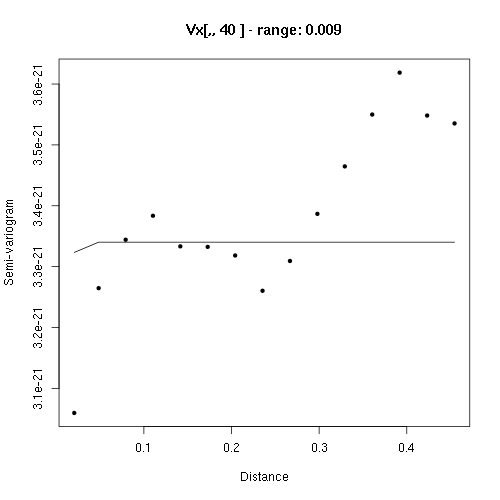 Vx[,, 40 ] - range: 0.009
Semi-variogram
3.6e-21
3.5e-21
3.4e-21
3.3e-21
3.2e-21
3.1e-21
0.1 0.2 0.3 0.4
Distance